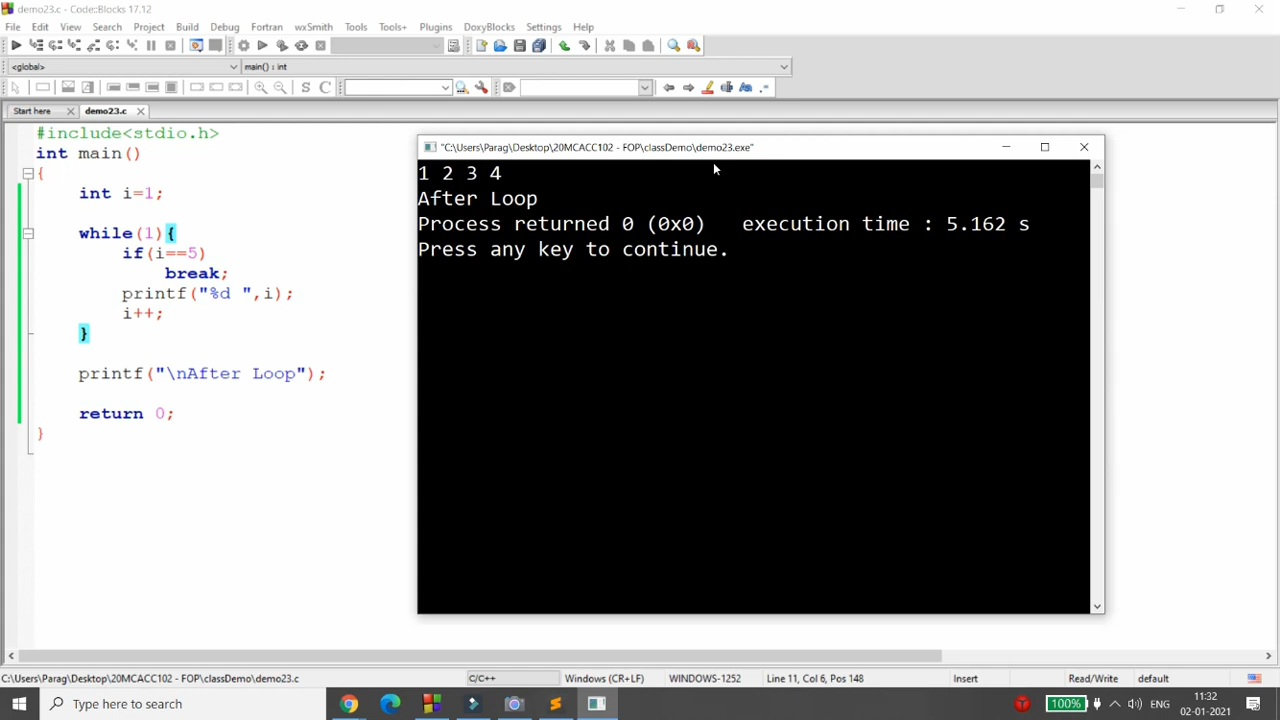 demo23.c - Code::Blocks 17.12
File Edit View Search Project Build Debug Fortran wxSmith Tools Tools+ Plugins DoxyBlocks Settings Help
<global> main() : int
S C
Start here demo23.c
#include<stdio.h>
int main()
{
int i=1;
while(1){
if(i==5)
break;
printf("%d ",i);
i++;
}
printf("\nAfter Loop");
return 0;
}
"C:\Users\Parag\Desktop\20MCACC102 - FOP\classDemo\demo23.exe"
1 2 3 4
After Loop
Process returned 0 (0x0) execution time : 5.162 s
Press any key to continue.
C:\Users\Parag\Desktop\20MCACC102 - FOP\classDemo\demo23.c C/C++ Windows (CR+LF) WINDOWS-1252 Line 11, Col 6, Pos 148 Insert Read/Write default
Type here to search
100% ENG
11:32
02-01-2021